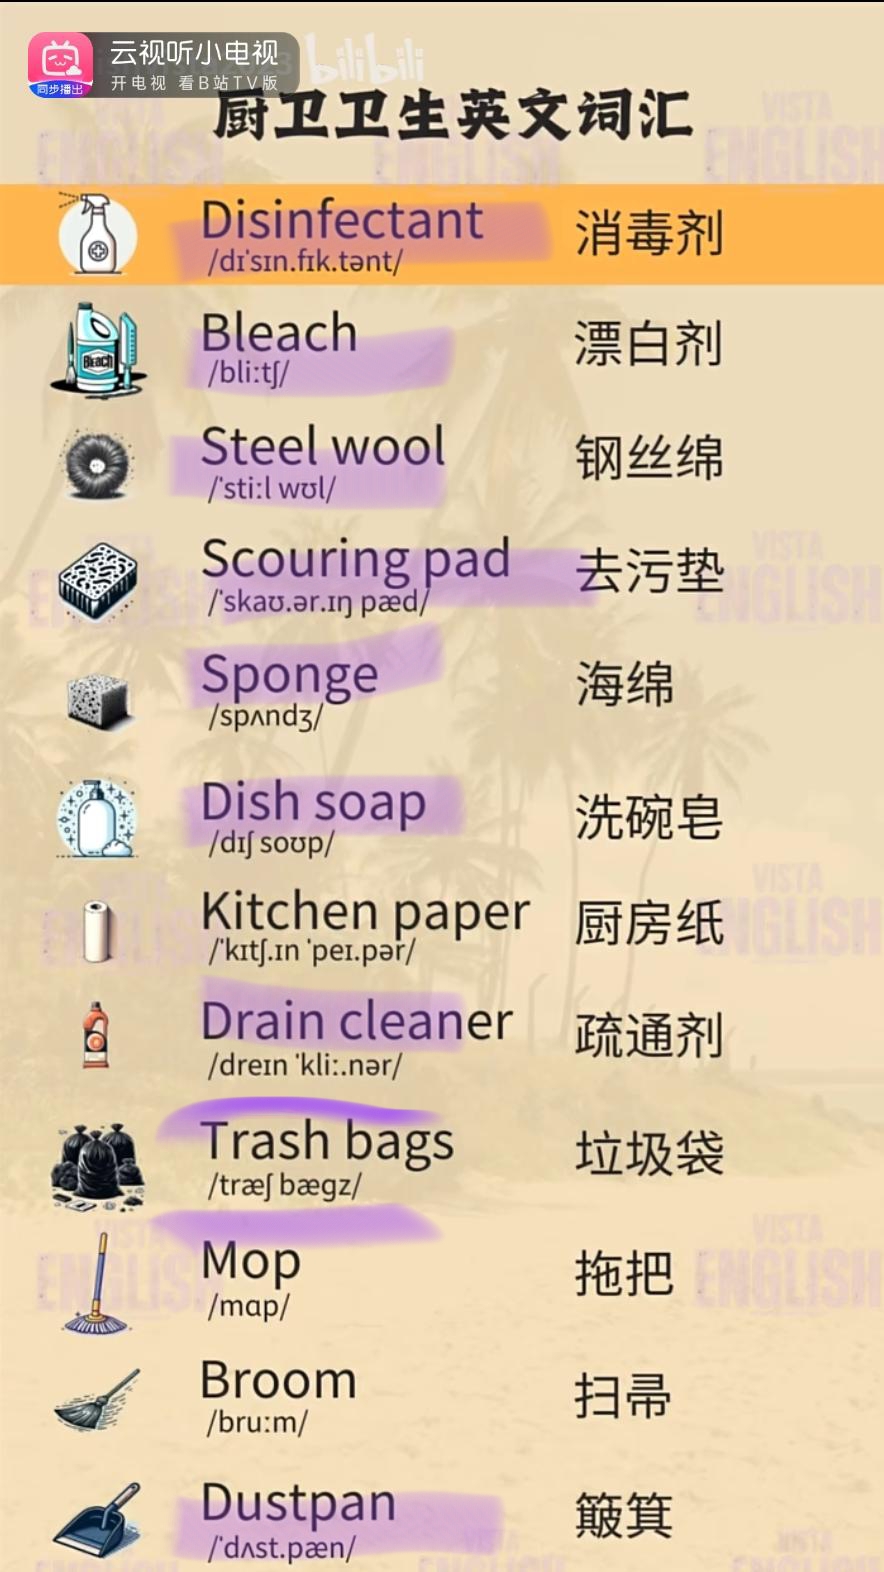 云视听小电视
开电视 看B站TV版
同步播出
bilibili
厨卫卫生英文词汇
Disinfectant 消毒剂
/dɪˈsɪn.fɪk.tənt/
Bleach 漂白剂
/bliːtʃ/
Bleach
Steel wool 钢丝绵
/ˈstiːl wʊl/
Scouring pad 去污垫
/ˈskaʊ.ər.ɪŋ pæd/
Sponge 海绵
/spʌndʒ/
Dish soap 洗碗皂
/dɪʃ soʊp/
Kitchen paper 厨房纸
/ˈkɪtʃ.ɪn ˈpeɪ.pər/
Drain cleaner 疏通剂
/dreɪn ˈkliː.nər/
Trash bags 垃圾袋
/træʃ bægz/
Mop 拖把
/mɑp/
Broom 扫帚
/bruːm/
Dustpan 簸箕
/ˈdʌst.pæn/
VISTA
ENGLISH